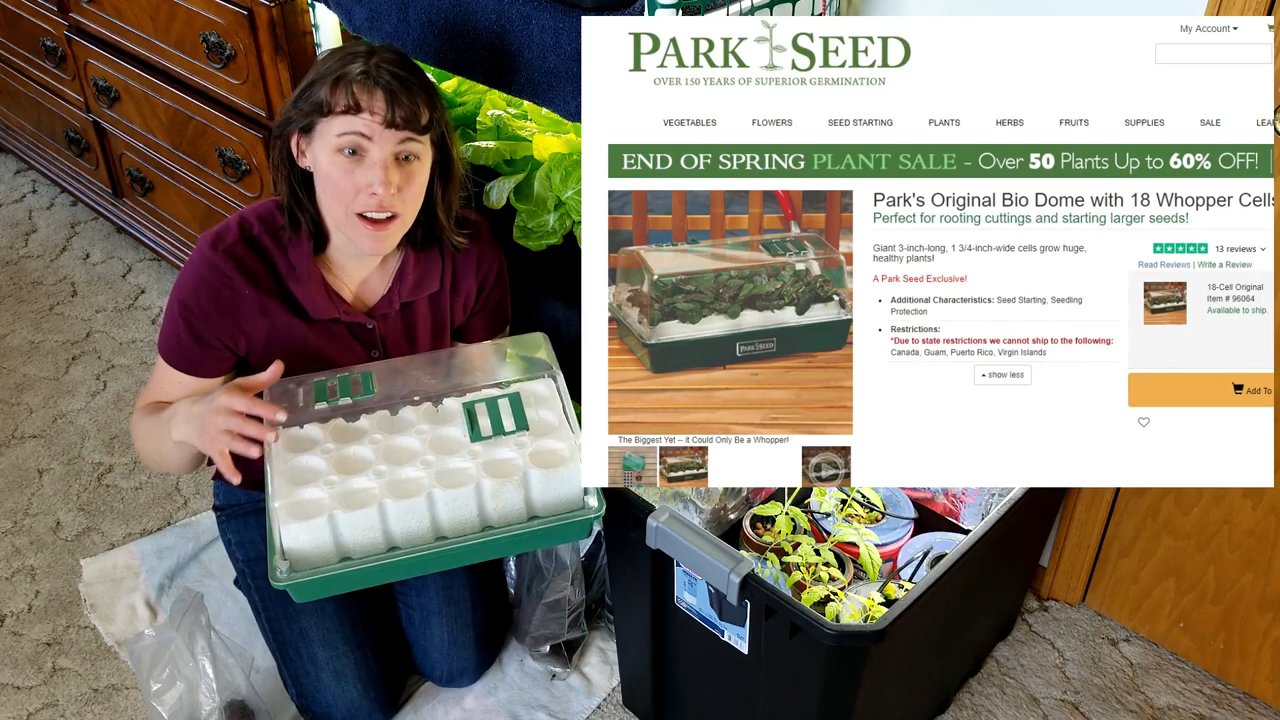 My Account
PARK SEED
OVER 150 YEARS OF SUPERIOR GERMINATION
VEGETABLES FLOWERS SEED STARTING PLANTS HERBS FRUITS SUPPLIES SALE
END OF SPRING PLANT SALE - Over 50 Plants Up to 60% OFF!
Park's Original Bio Dome with 18 Whopper Cells
Perfect for rooting cuttings and starting larger seeds!
Giant 3-inch-long, 1 3/4-inch-wide cells grow huge,
healthy plants!
13 reviews
Read Reviews | Write a Review
A Park Seed Exclusive!
18-Cell Original
Item # 96064
Available to ship.
• Additional Characteristics: Seed Starting, Seedling
Protection
• Restrictions:
*Due to state restrictions we cannot ship to the following:
Canada, Guam, Puerto Rico, Virgin Islands
show less
Add To
PARK SEED
The Biggest Yet -- it Could Only Be a Whopper!